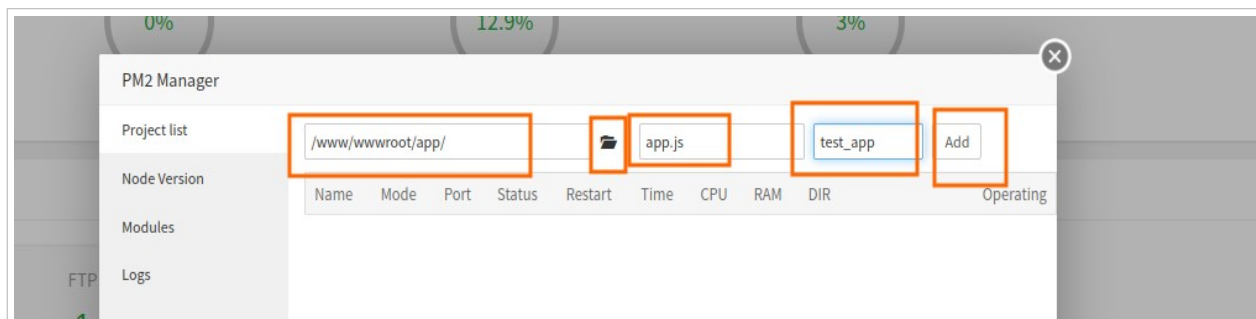 0% 12.9% 3%
PM2 Manager
Project list
/www/wwwroot/app/ app.js test_app Add
Node Version
Name Mode Port Status Restart Time CPU RAM DIR Operating
Modules
Logs
FTP